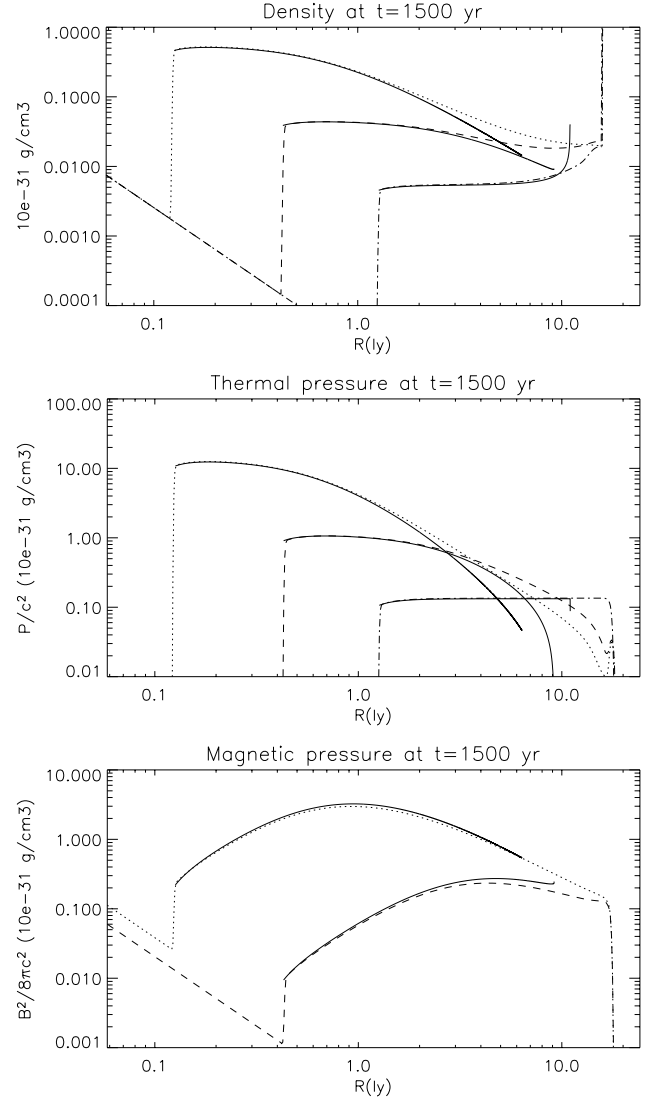 Density at t=1500 yr
10e-31 g/cm3
1.0000
0.1000
0.0100
0.0010
0.0001
0.1
1.0
10.0
R(ly)
Thermal pressure at t=1500 yr
P/c² (10e-31 g/cm3)
100.00
10.00
1.00
0.10
0.01
0.1
1.0
10.0
R(ly)
Magnetic pressure at t=1500 yr
B²/8πc² (10e-31 g/cm3)
10.000
1.000
0.100
0.010
0.001
0.1
1.0
10.0
R(ly)